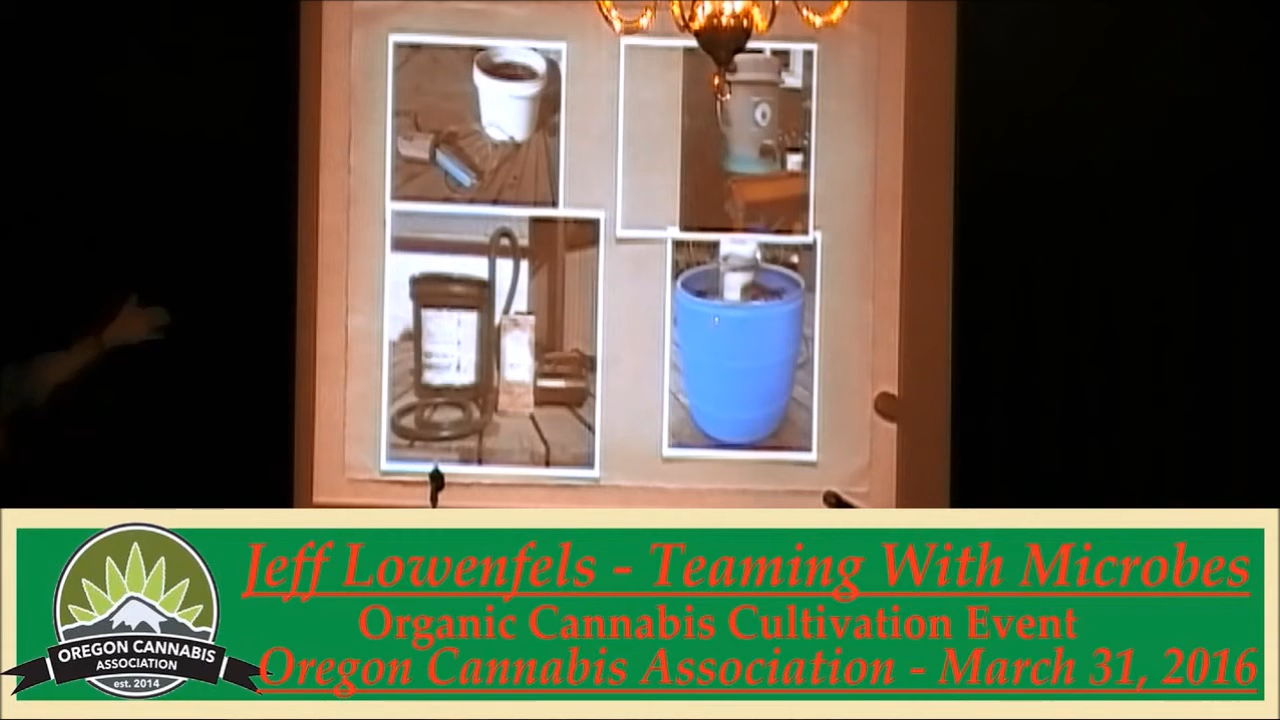 Jeff Lowenfels - Teaming With Microbes
Organic Cannabis Cultivation Event
Oregon Cannabis Association - March 31, 2016
OREGON CANNABIS
ASSOCIATION
est. 2014